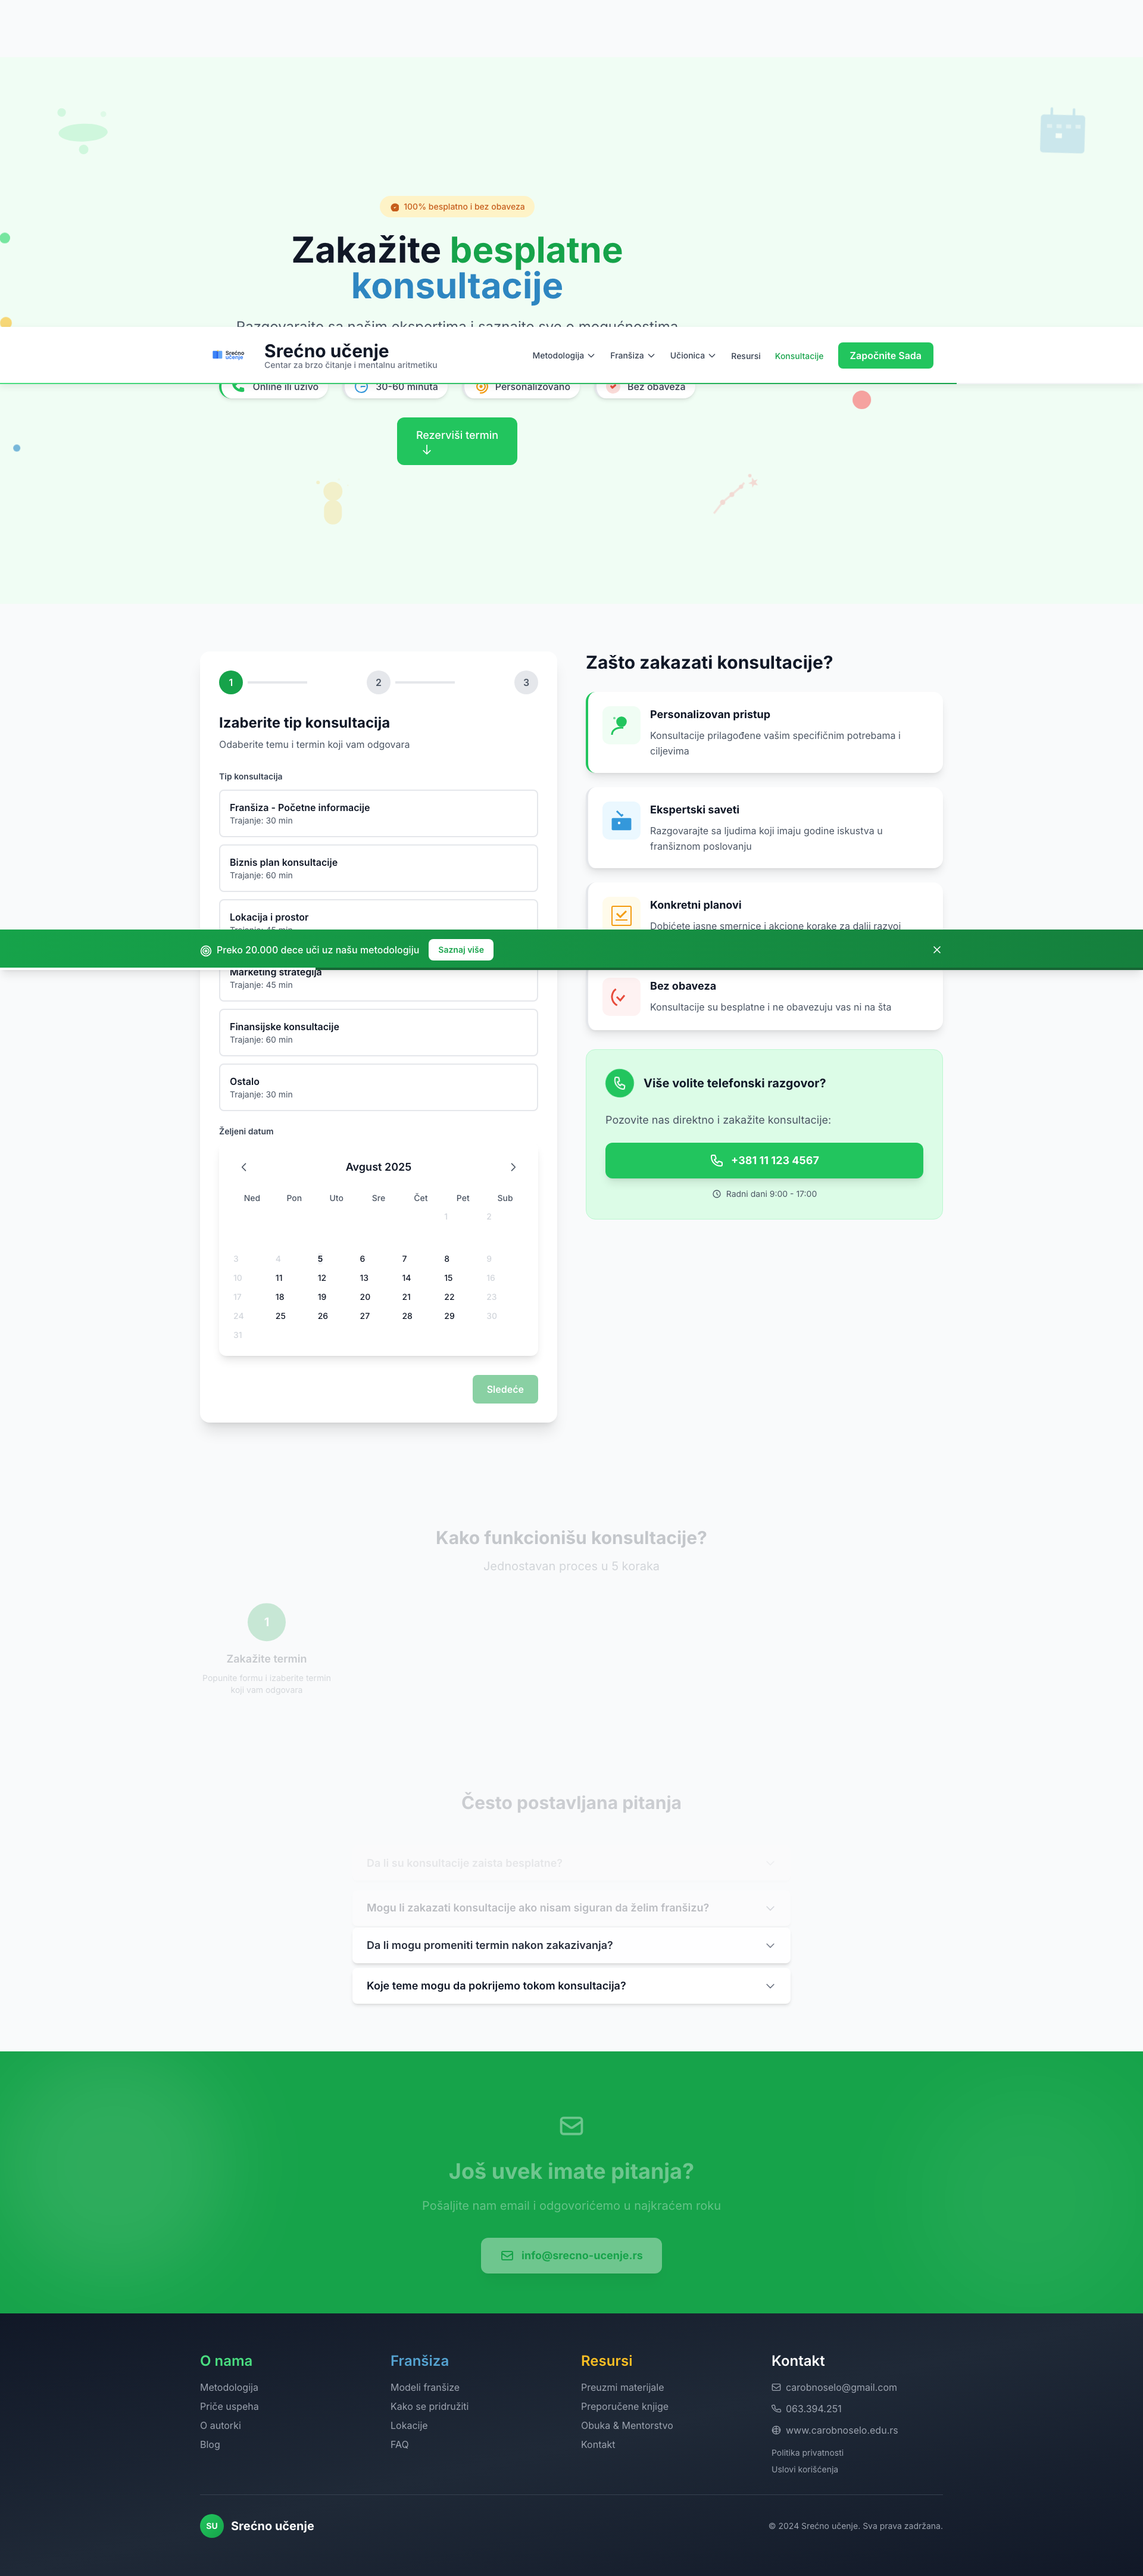 100% besplatno i bez obaveza
Zakažite besplatne
konsultacije
Razgovarajte sa našim ekspertima i saznajte sve o mogućnostima
Srećno
učenje
Srećno učenje
Centar za brzo čitanje i mentalnu aritmetiku
Metodologija
Franšiza
Učionica
Resursi
Konsultacije
Započnite Sada
Online ili uživo
30-60 minuta
Personalizovano
Bez obaveza
Rezerviši termin
1
2
3
Izaberite tip konsultacija
Odaberite temu i termin koji vam odgovara
Tip konsultacija
Franšiza - Početne informacije
Trajanje: 30 min
Biznis plan konsultacije
Trajanje: 60 min
Lokacija i prostor
Trajanje: 45 min
Marketing strategija
Trajanje: 45 min
Finansijske konsultacije
Trajanje: 60 min
Ostalo
Trajanje: 30 min
Željeni datum
Avgust 2025
Ned Pon Uto Sre Čet Pet Sub
1 2
3 4 5 6 7 8 9
10 11 12 13 14 15 16
17 18 19 20 21 22 23
24 25 26 27 28 29 30
31
Sledeće
Zašto zakazati konsultacije?
Personalizovan pristup
Konsultacije prilagođene vašim specifičnim potrebama i
ciljevima
Ekspertski saveti
Razgovarajte sa ljudima koji imaju godine iskustva u
franšiznom poslovanju
Konkretni planovi
Dobićete jasne smernice i akcione korake za dalji razvoj
Preko 20.000 dece uči uz našu metodologiju
Saznaj više
Bez obaveza
Konsultacije su besplatne i ne obavezuju vas ni na šta
Više volite telefonski razgovor?
Pozovite nas direktno i zakažite konsultacije:
+381 11 123 4567
Radni dani 9:00 - 17:00
Kako funkcionišu konsultacije?
Jednostavan proces u 5 koraka
1
Zakažite termin
Popunite formu i izaberite termin
koji vam odgovara
Često postavljana pitanja
Da li su konsultacije zaista besplatne?
Mogu li zakazati konsultacije ako nisam siguran da želim franšizu?
Da li mogu promeniti termin nakon zakazivanja?
Koje teme mogu da pokrijemo tokom konsultacija?
Još uvek imate pitanja?
Pošaljite nam email i odgovorićemo u najkraćem roku
info@srecno-ucenje.rs
O nama
Metodologija
Priče uspeha
O autorki
Blog
Franšiza
Modeli franšize
Kako se pridružiti
Lokacije
FAQ
Resursi
Preuzmi materijale
Preporučene knjige
Obuka & Mentorstvo
Kontakt
Kontakt
carobnoselo@gmail.com
063.394.251
www.carobnoselo.edu.rs
Politika privatnosti
Uslovi korišćenja
SU
Srećno učenje
© 2024 Srećno učenje. Sva prava zadržana.